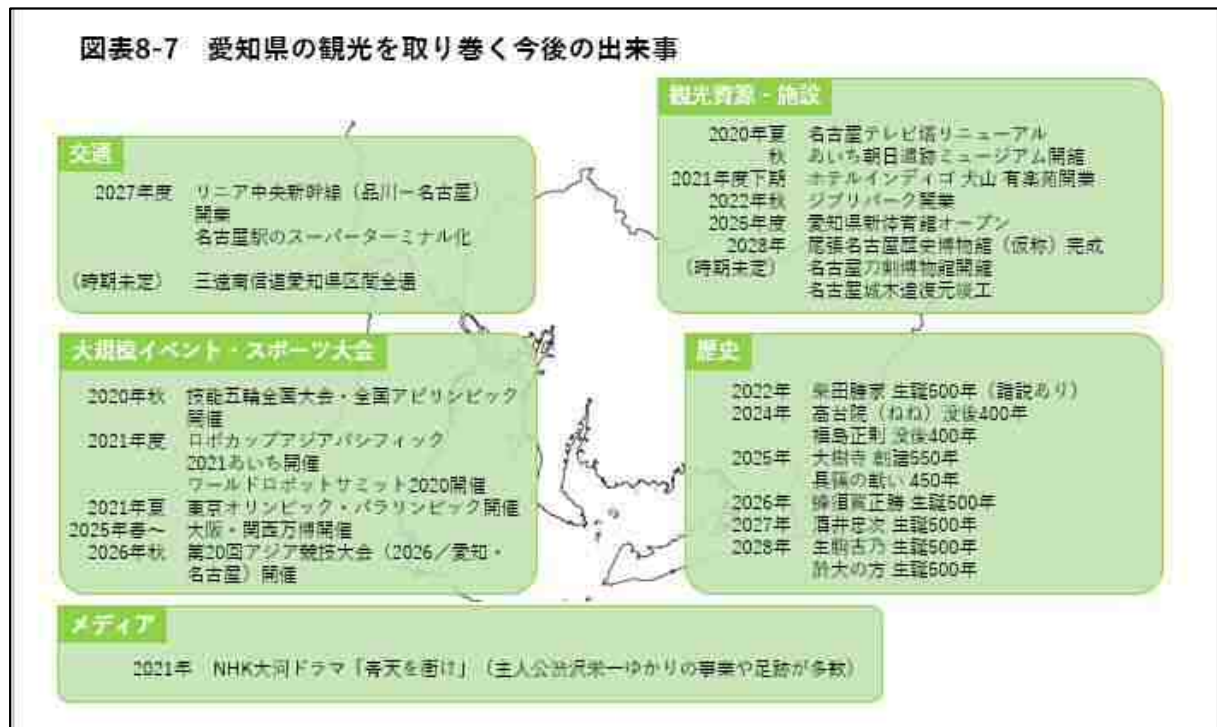 図表8-7 愛知県の観光を取り巻く今後の出来事
交通
2027年度 リニア中央新幹線（品川－名古屋）
開業
名古屋駅のスーパーターミナル化
（時期未定） 三遠南信道愛知県区間全通
観光資源・施設
2020年夏 名古屋テレビ塔リニューアル
秋 あいち朝日遺跡ミュージアム開館
2021年度下期 ホテルインディゴ 犬山 有楽苑開業
2022年秋 ジブリパーク開業
2025年度 愛知県新体育館オープン
2028年 尾張名古屋歴史博物館（仮称）完成
（時期未定） 名古屋刀剣博物館開館
名古屋城木造復元竣工
大規模イベント・スポーツ大会
2020年秋 技能五輪全国大会・全国アビリンピック
開催
2021年度 ロボカップアジアパシフィック
2021あいち開催
ワールドロボットサミット2020開催
2021年夏 東京オリンピック・パラリンピック開催
2025年春～ 大阪・関西万博開催
2026年秋 第20回アジア競技大会（2026／愛知・
名古屋）開催
歴史
2022年 柴田勝家 生誕500年（諸説あり）
2024年 高台院（ねね）没後400年
福島正則 没後400年
2025年 大樹寺 創建550年
長篠の戦い 450年
2026年 蜂須賀正勝 生誕500年
2027年 酒井忠次 生誕500年
2028年 生駒吉乃 生誕500年
於大の方 生誕500年
メディア
2021年 NHK大河ドラマ「青天を衝け」（主人公渋沢栄一ゆかりの事業や足跡が多数）